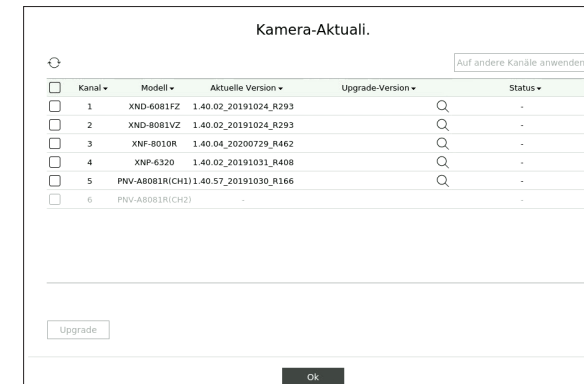 Kamera-Aktuali.
Auf andere Kanäle anwenden
Kanal Modell Aktuelle Version Upgrade-Version Status
1 XND-6081FZ 1.40.02_20191024_R293 -
2 XND-8081VZ 1.40.02_20191024_R293 -
3 XNF-8010R 1.40.04_20200729_R462 -
4 XNP-6320 1.40.02_20191031_R408 -
5 PNV-A8081R(CH1) 1.40.57_20191030_R166 -
6 PNV-A8081R(CH2) -
Upgrade
Ok